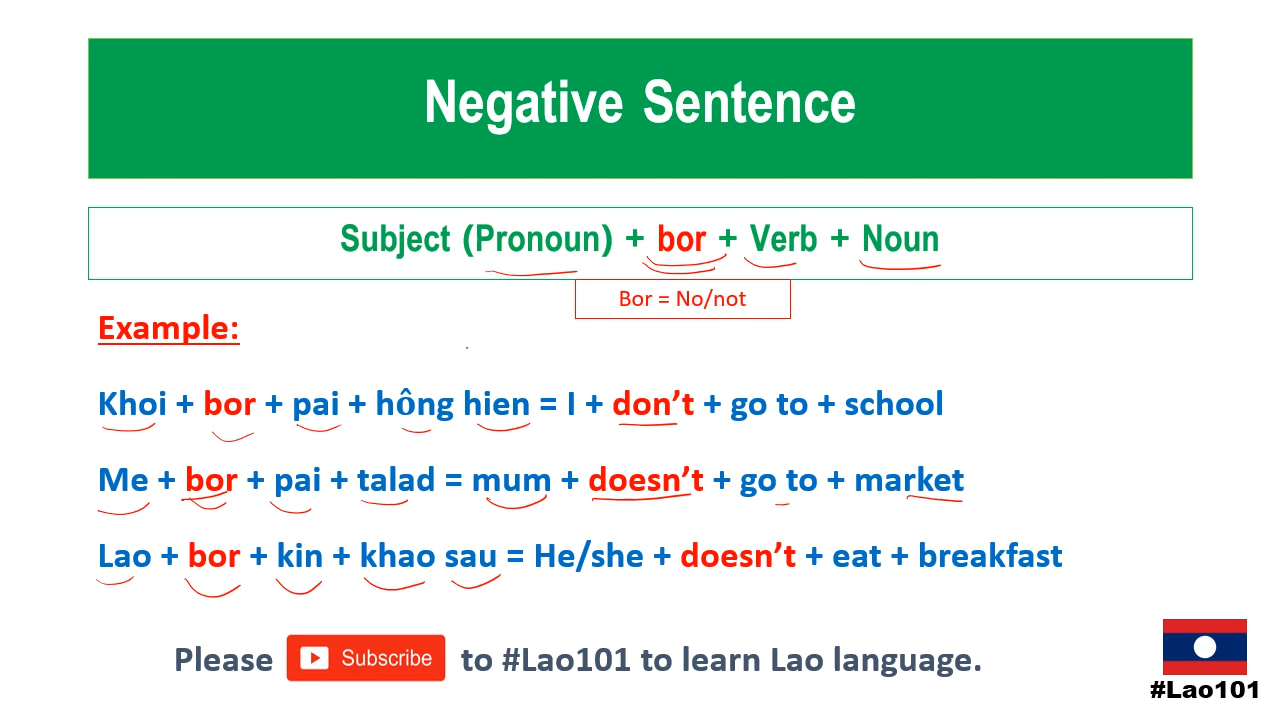 Negative Sentence
Subject (Pronoun) + bor + Verb + Noun
Bor = No/not
Example:
Khoi + bor + pai + hông hien = I + don’t + go to + school
Me + bor + pai + talad = mum + doesn’t + go to + market
Lao + bor + kin + khao sau = He/she + doesn’t + eat + breakfast
Please Subscribe to #Lao101 to learn Lao language.
#Lao101